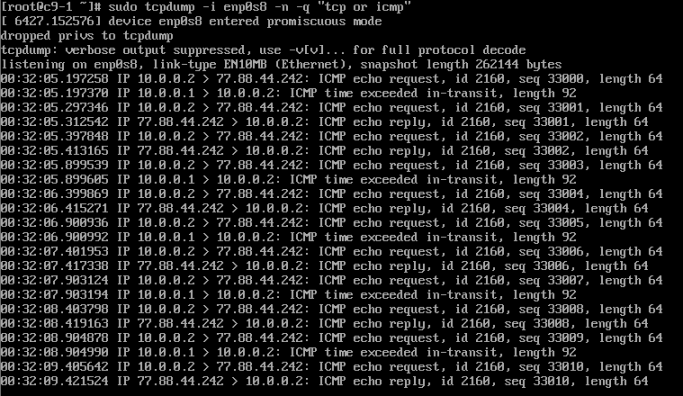 [root@c9-1 ~]# sudo tcpdump -i enp0s8 -n -q "tcp or icmp"
[ 6427.152576] device enp0s8 entered promiscuous mode
dropped privs to tcpdump
tcpdump: verbose output suppressed, use -v[v]... for full protocol decode
listening on enp0s8, link-type EN10MB (Ethernet), snapshot length 262144 bytes
00:32:05.197258 IP 10.0.0.2 > 77.88.44.242: ICMP echo request, id 2160, seq 33000, length 64
00:32:05.197370 IP 10.0.0.1 > 10.0.0.2: ICMP time exceeded in-transit, length 92
00:32:05.297346 IP 10.0.0.2 > 77.88.44.242: ICMP echo request, id 2160, seq 33001, length 64
00:32:05.312542 IP 77.88.44.242 > 10.0.0.2: ICMP echo reply, id 2160, seq 33001, length 64
00:32:05.397848 IP 10.0.0.2 > 77.88.44.242: ICMP echo request, id 2160, seq 33002, length 64
00:32:05.413165 IP 77.88.44.242 > 10.0.0.2: ICMP echo reply, id 2160, seq 33002, length 64
00:32:05.899539 IP 10.0.0.2 > 77.88.44.242: ICMP echo request, id 2160, seq 33003, length 64
00:32:05.899605 IP 10.0.0.1 > 10.0.0.2: ICMP time exceeded in-transit, length 92
00:32:06.399869 IP 10.0.0.2 > 77.88.44.242: ICMP echo request, id 2160, seq 33004, length 64
00:32:06.415271 IP 77.88.44.242 > 10.0.0.2: ICMP echo reply, id 2160, seq 33004, length 64
00:32:06.900936 IP 10.0.0.2 > 77.88.44.242: ICMP echo request, id 2160, seq 33005, length 64
00:32:06.900992 IP 10.0.0.1 > 10.0.0.2: ICMP time exceeded in-transit, length 92
00:32:07.401953 IP 10.0.0.2 > 77.88.44.242: ICMP echo request, id 2160, seq 33006, length 64
00:32:07.417338 IP 77.88.44.242 > 10.0.0.2: ICMP echo reply, id 2160, seq 33006, length 64
00:32:07.903124 IP 10.0.0.2 > 77.88.44.242: ICMP echo request, id 2160, seq 33007, length 64
00:32:07.903194 IP 10.0.0.1 > 10.0.0.2: ICMP time exceeded in-transit, length 92
00:32:08.403798 IP 10.0.0.2 > 77.88.44.242: ICMP echo request, id 2160, seq 33008, length 64
00:32:08.419163 IP 77.88.44.242 > 10.0.0.2: ICMP echo reply, id 2160, seq 33008, length 64
00:32:08.904878 IP 10.0.0.2 > 77.88.44.242: ICMP echo request, id 2160, seq 33009, length 64
00:32:08.904990 IP 10.0.0.1 > 10.0.0.2: ICMP time exceeded in-transit, length 92
00:32:09.405642 IP 10.0.0.2 > 77.88.44.242: ICMP echo request, id 2160, seq 33010, length 64
00:32:09.421524 IP 77.88.44.242 > 10.0.0.2: ICMP echo reply, id 2160, seq 33010, length 64